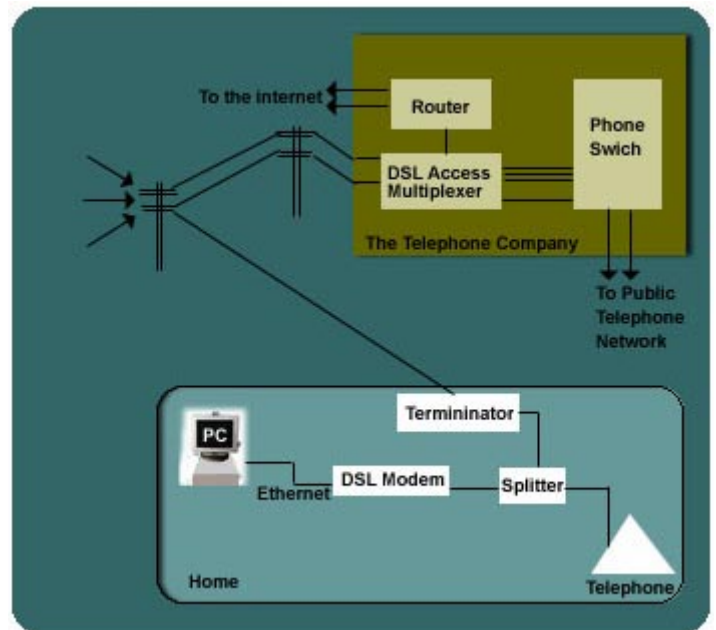 To the internet
Router
Phone
Swich
DSL Access
Multiplexer
The Telephone Company
To Public
Telephone
Network
Termininator
PC
DSL Modem
Ethernet
Splitter
Home
Telephone